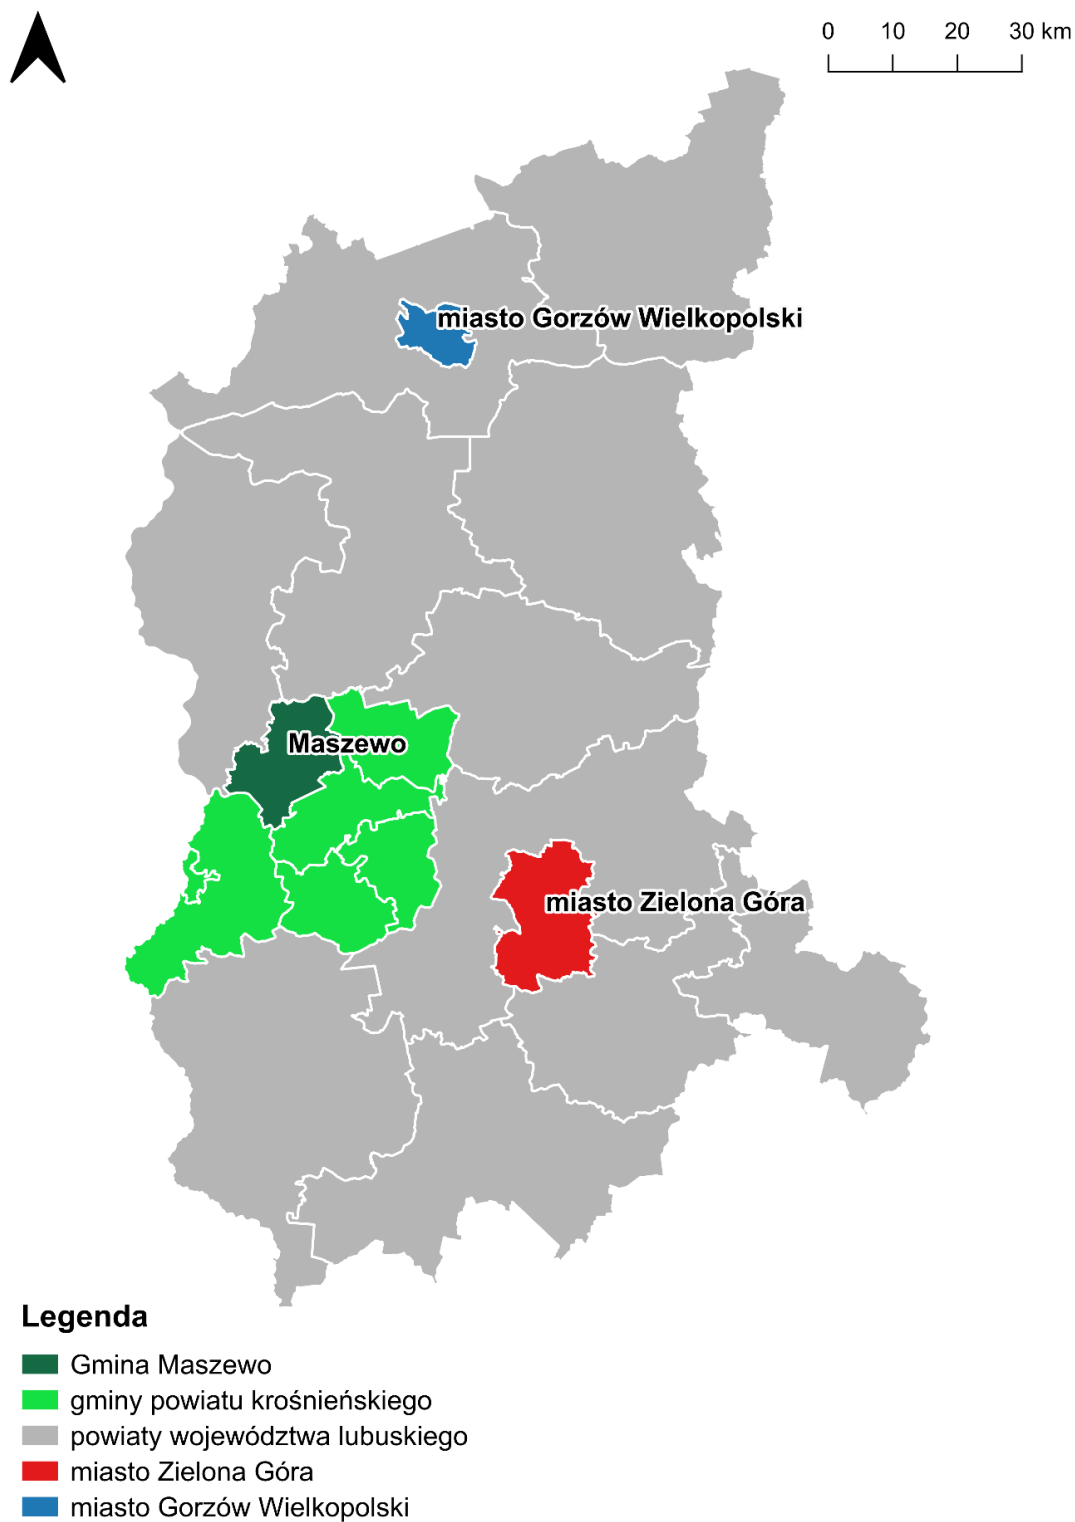 0 10 20 30 km
miasto Gorzów Wielkopolski
Maszewo
miasto Zielona Góra
Legenda
Gmina Maszewo
gminy powiatu krośnieńskiego
powiaty województwa lubuskiego
miasto Zielona Góra
miasto Gorzów Wielkopolski